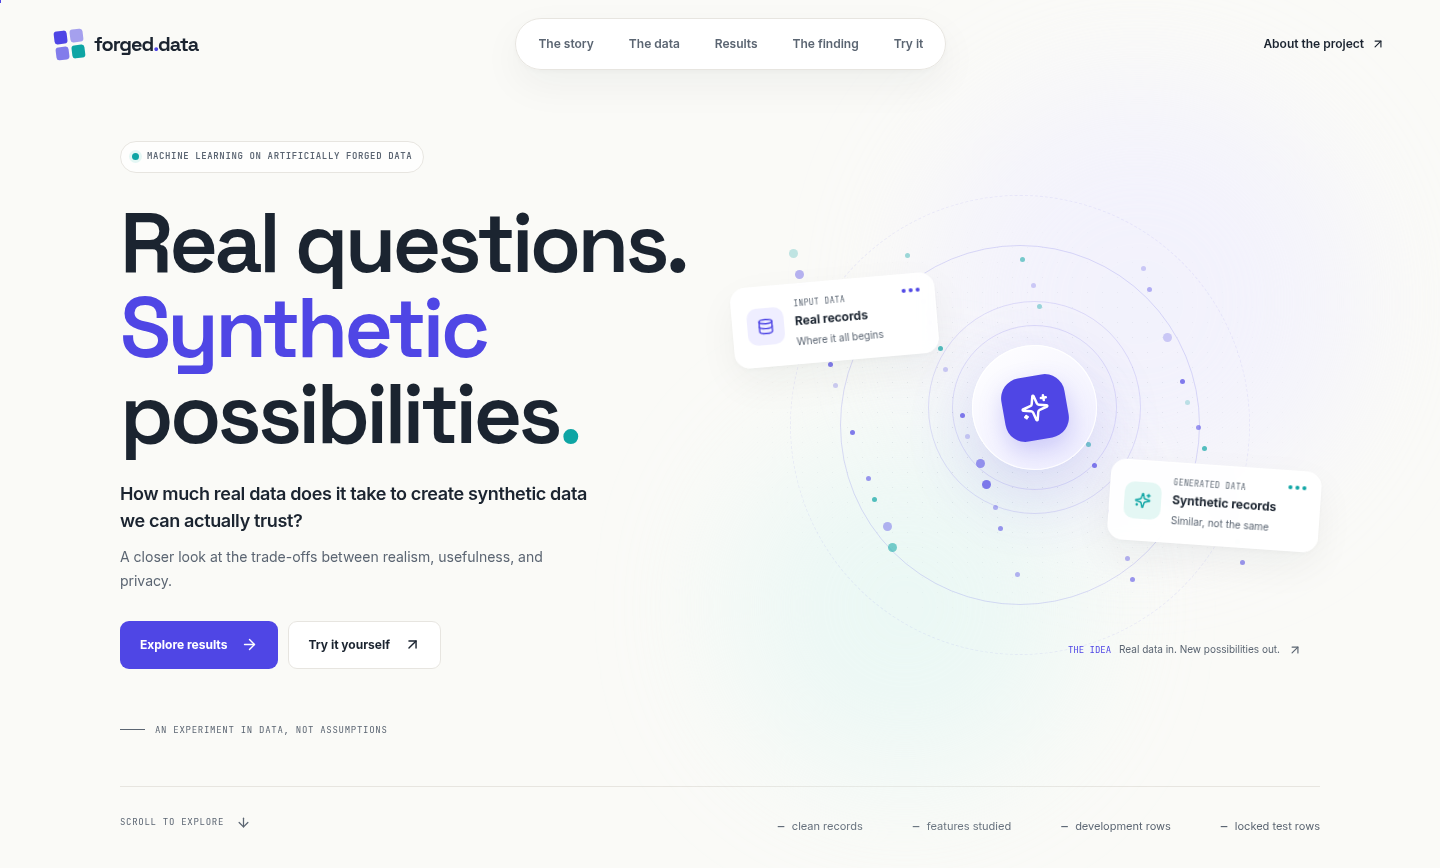 forged.data
The story
The data
Results
The finding
Try it
About the project
MACHINE LEARNING ON ARTIFICIALLY FORGED DATA
Real questions.
Synthetic
possibilities.
How much real data does it take to create synthetic data
we can actually trust?
A closer look at the trade-offs between realism, usefulness, and
privacy.
Explore results
Try it yourself
AN EXPERIMENT IN DATA, NOT ASSUMPTIONS
INPUT DATA
Real records
Where it all begins
GENERATED DATA
Synthetic records
Similar, not the same
THE IDEA Real data in. New possibilities out.
SCROLL TO EXPLORE
– clean records
– features studied
– development rows
– locked test rows